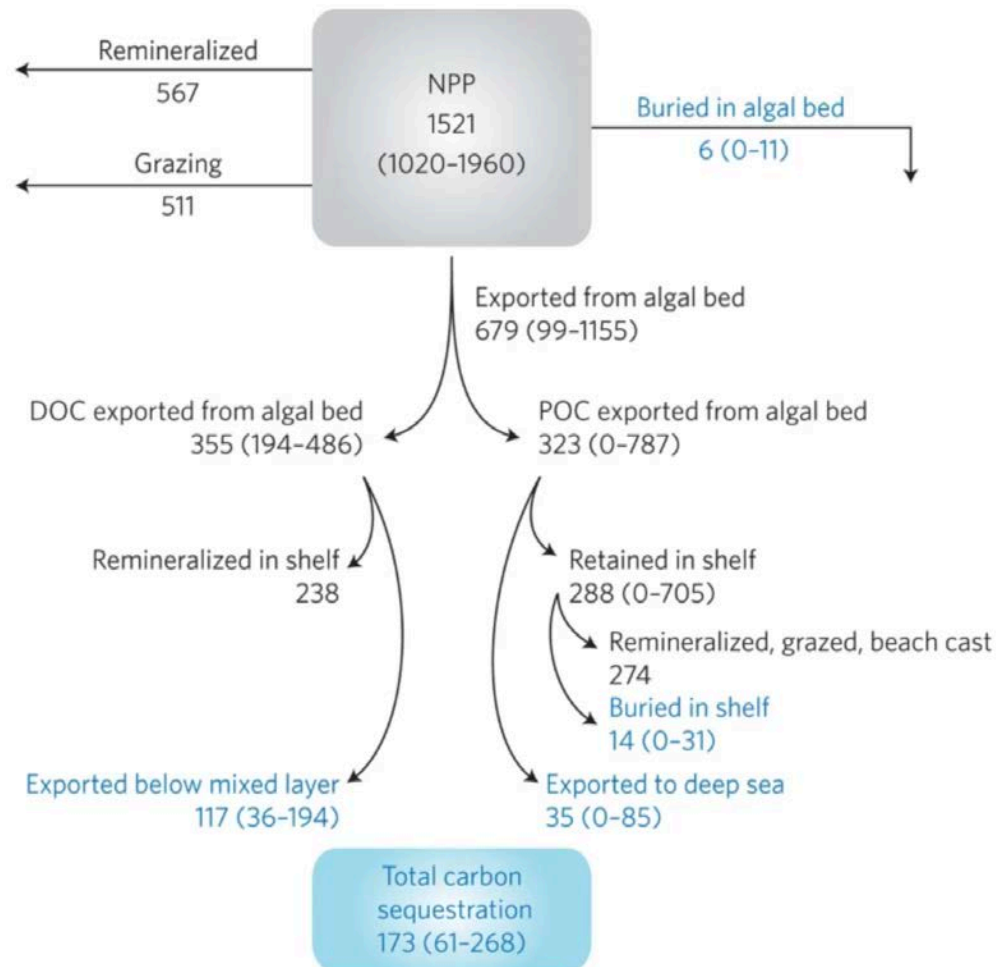 Remineralized
567
Grazing
511
NPP
1521
(1020–1960)
Buried in algal bed
6 (0–11)
Exported from algal bed
679 (99–1155)
DOC exported from algal bed
355 (194–486)
POC exported from algal bed
323 (0–787)
Remineralized in shelf
238
Retained in shelf
288 (0–705)
Remineralized, grazed, beach cast
274
Buried in shelf
14 (0–31)
Exported below mixed layer
117 (36–194)
Exported to deep sea
35 (0–85)
Total carbon
sequestration
173 (61–268)